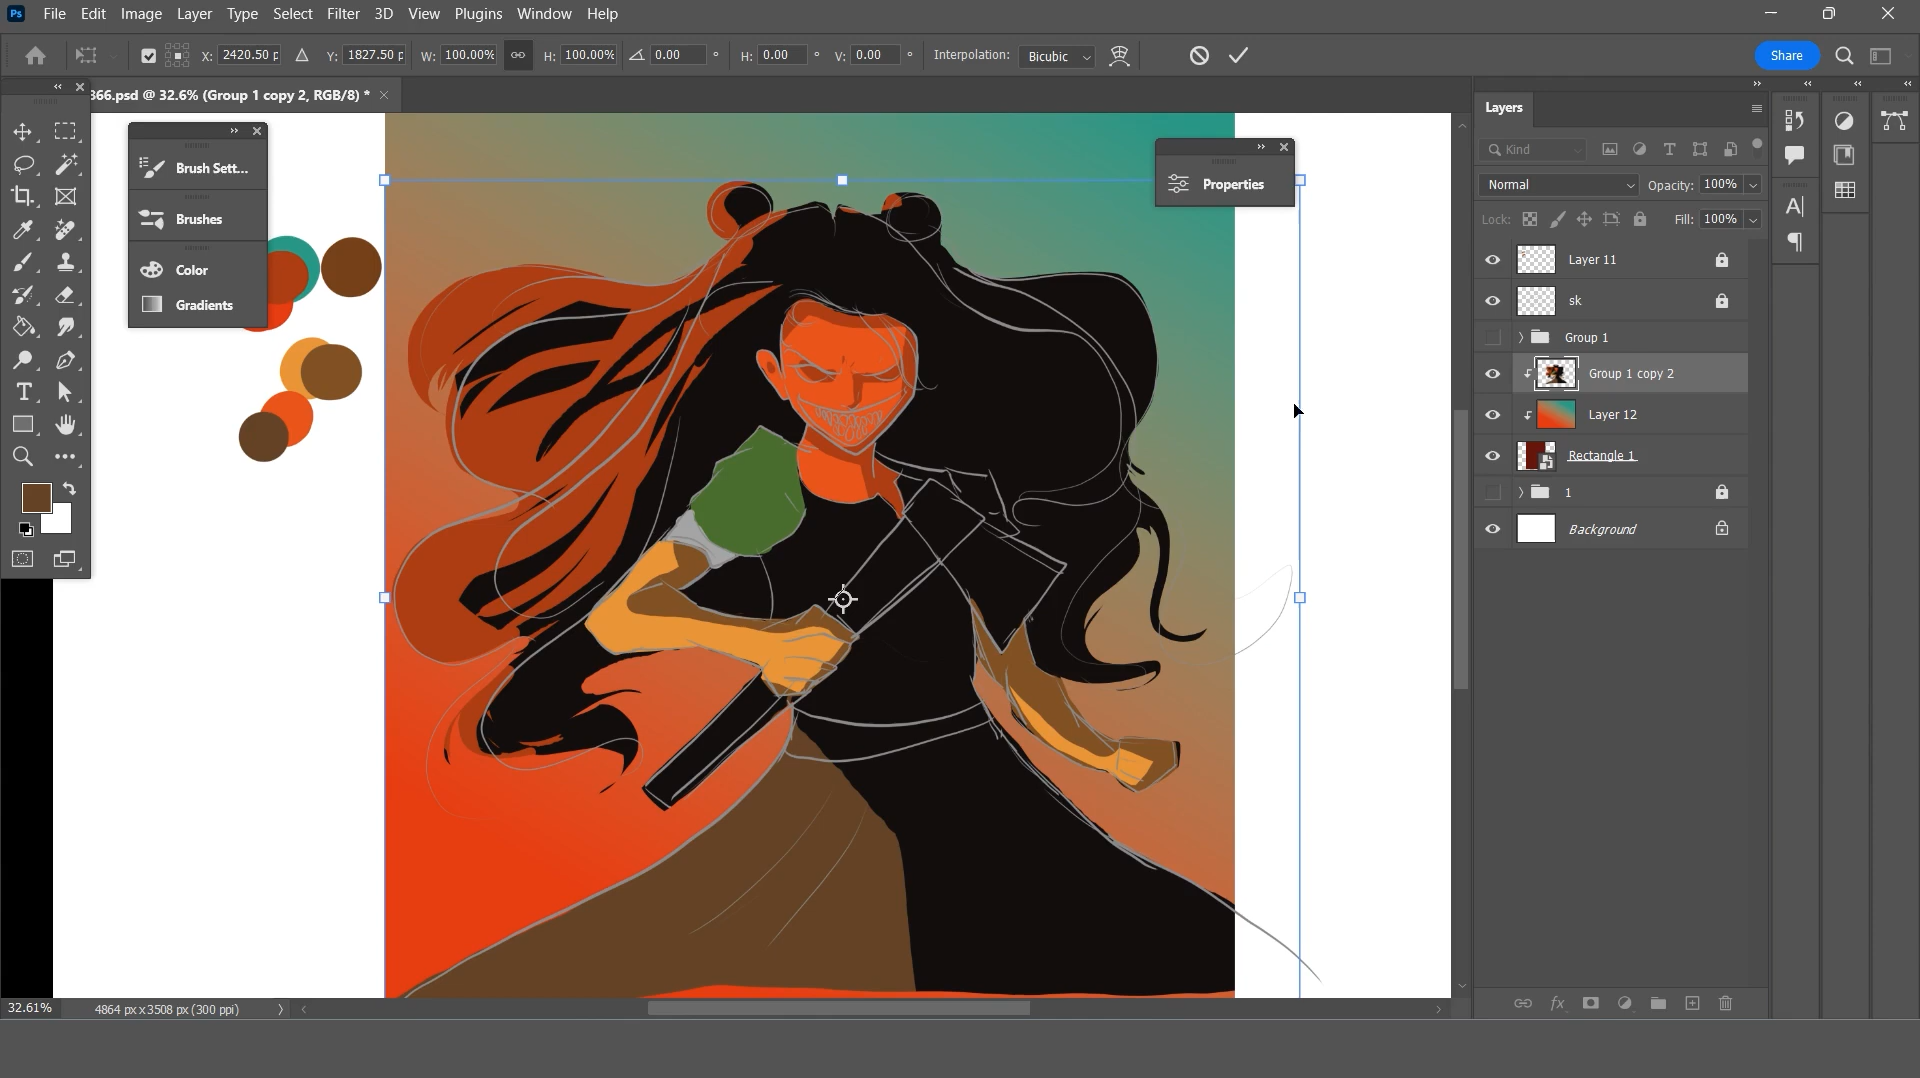 Ps File Edit Image Layer Type Select Filter 3D View Plugins Window Help
X: 2420.50 p Y: 1827.50 p W: 100.00% H: 100.00% 0.00 ° H: 0.00 ° V: 0.00 ° Interpolation: Bicubic Share
366.psd @ 32.6% (Group 1 copy 2, RGB/8) *
Brush Sett...
Brushes
Color
Gradients
Properties
Layers
Kind
Normal Opacity: 100%
Lock: Fill: 100%
Layer 11
sk
Group 1
Group 1 copy 2
Layer 12
Rectangle 1
1
Background
32.61% 4864 px x 3508 px (300 ppi)